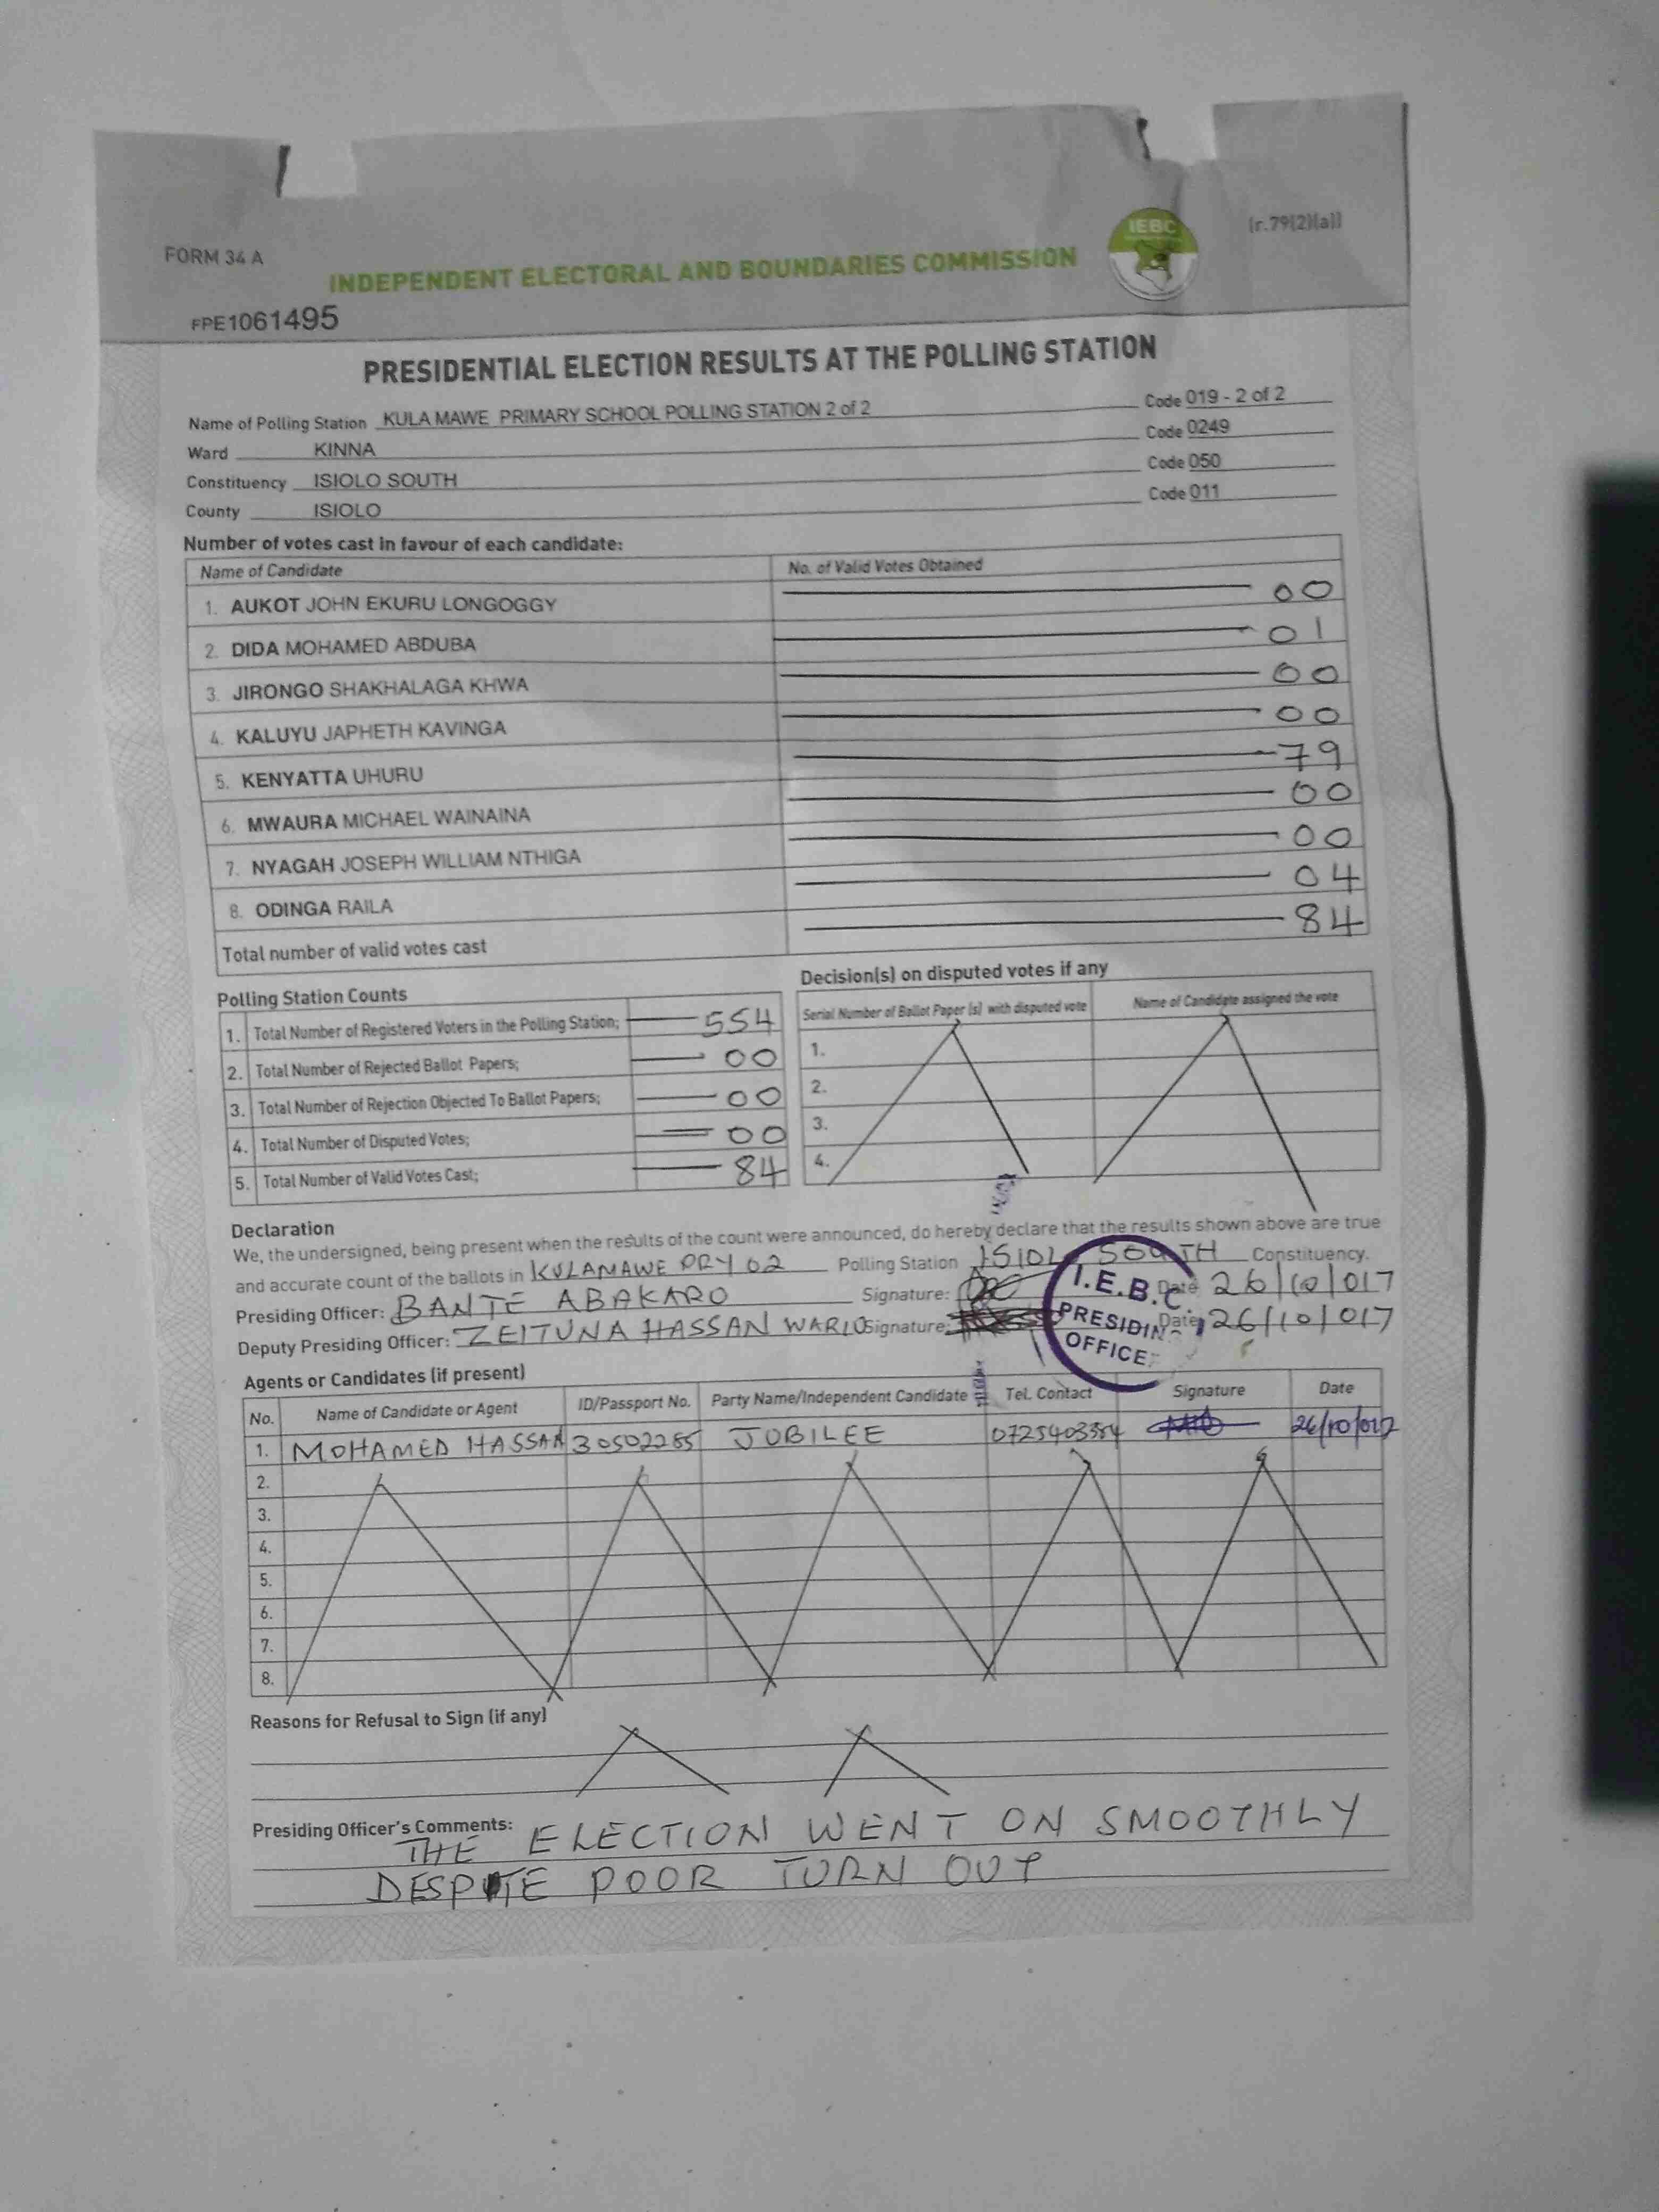 IEBC
[r.79(2)(a)]
FORM 34 A
INDEPENDENT ELECTORAL AND BOUNDARIES COMMISSION
FPE1061495
PRESIDENTIAL ELECTION RESULTS AT THE POLLING STATION
Name of Polling Station KULA MAWE PRIMARY SCHOOL POLLING STATION 2 of 2 Code 019 - 2 of 2
Ward KINNA Code 0249
Constituency ISIOLO SOUTH Code 050
County ISIOLO Code 011
Number of votes cast in favour of each candidate:
Name of Candidate No. of Valid Votes Obtained
1. AUKOT JOHN EKURU LONGOGGY 00
2. DIDA MOHAMED ABDUBA 01
3. JIRONGO SHAKHALAGA KHWA 00
4. KALUYU JAPHETH KAVINGA 00
5. KENYATTA UHURU 79
6. MWAURA MICHAEL WAINAINA 00
7. NYAGAH JOSEPH WILLIAM NTHIGA 00
8. ODINGA RAILA 04
Total number of valid votes cast 84
Polling Station Counts
1. Total Number of Registered Voters in the Polling Station; 554
2. Total Number of Rejected Ballot Papers; 00
3. Total Number of Rejection Objected To Ballot Papers; 00
4. Total Number of Disputed Votes; 00
5. Total Number of Valid Votes Cast; 84
Decision(s) on disputed votes if any
Serial Number of Ballot Paper (s) with disputed vote Name of Candidate assigned the vote
1.
2.
3.
4.
Declaration
We, the undersigned, being present when the results of the count were announced, do hereby declare that the results shown above are true
and accurate count of the ballots in KULAMAWE PRY 02 Polling Station ISIOLO SOUTH Constituency.
Presiding Officer: BANTE ABAKARO Signature: Date 26/10/017
Deputy Presiding Officer: ZEITUNA HASSAN WARIO Signature: Date 26/10/017
I.E.B.C.
PRESIDING
OFFICER
Agents or Candidates (if present)
No. Name of Candidate or Agent ID/Passport No. Party Name/Independent Candidate Tel. Contact Signature Date
1. MOHAMED HASSAN 30502285 JUBILEE 26/10/017
2.
3.
4.
5.
6.
7.
8.
Reasons for Refusal to Sign (if any)
Presiding Officer's Comments:
THE ELECTION WENT ON SMOOTHLY
DESPITE POOR TURN OUT